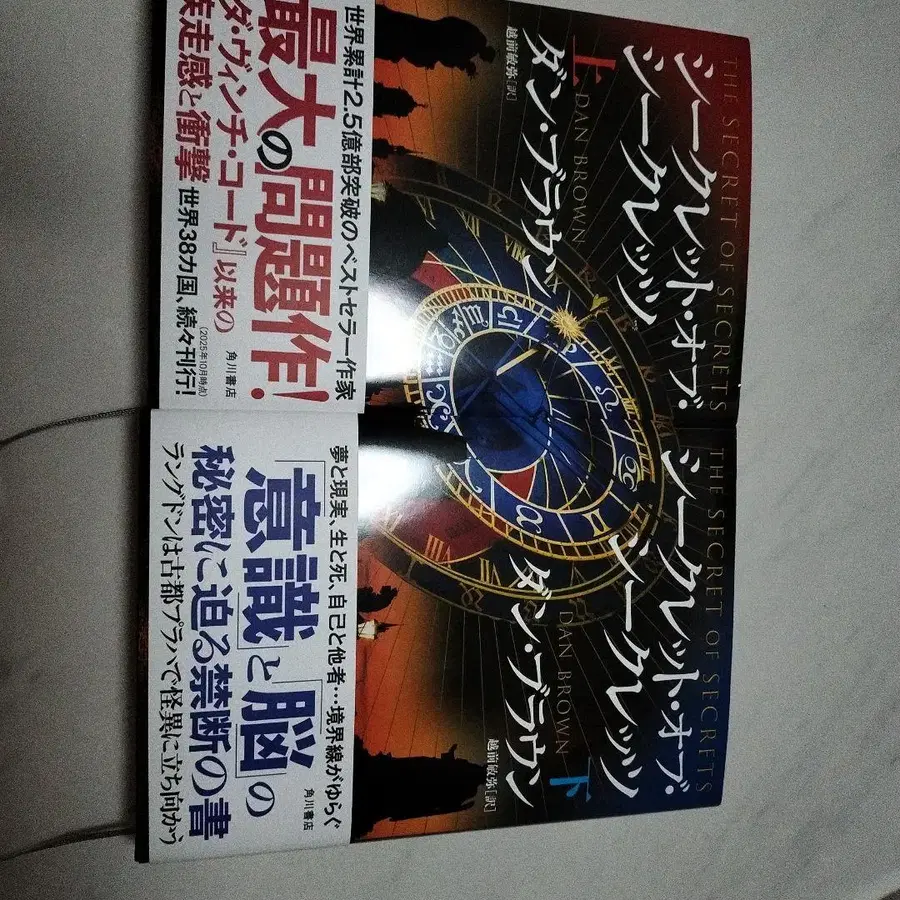 THE SECRET OF SECRETS
シークレット・オブ・
シークレッツ
上
DAN BROWN
ダン・ブラウン
越前敏弥[訳]
世界累計2.5億部突破のベストセラー作家
最大の問題作!
ダ・ヴィンチ・コード』以来の
疾走感と衝撃
世界38カ国、続々刊行!
(2025年10月時点)
角川書店
THE SECRET OF SECRETS
シークレット・オブ・
シークレッツ
下
DAN BROWN
ダン・ブラウン
越前敏弥[訳]
夢と現実、生と死、自己と他者…境界線がゆらぐ
「意識」と「脳」の
秘密に迫る禁断の書
ラングドンは古都プラハで怪異に立ち向かう
角川書店